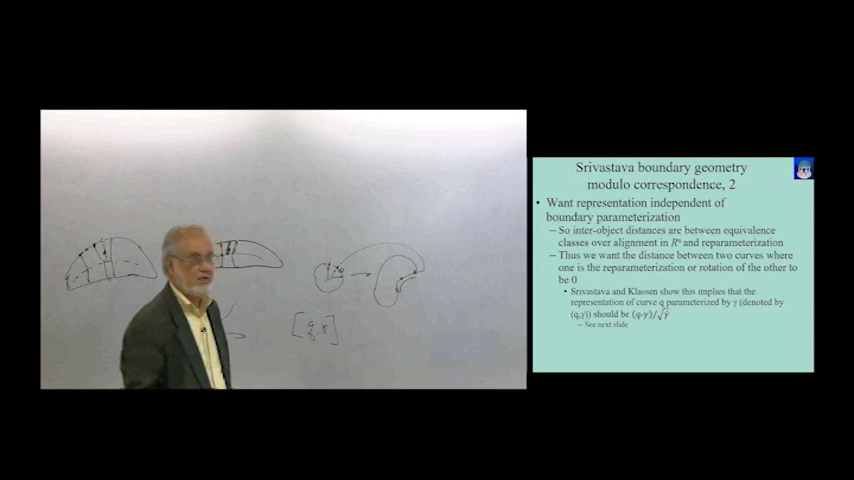 [q,γ]
Srivastava boundary geometry
modulo correspondence, 2
• Want representation independent of
boundary parameterization
– So inter-object distances are between equivalence
classes over alignment in Rⁿ and reparameterization
– Thus we want the distance between two curves where
one is the reparameterization or rotation of the other to
be 0
• Srivastava and Klassen show this implies that the
representation of curve q parameterized by γ (denoted by
(q,γ)) should be (q∘γ)/√γ̇
– See next slide